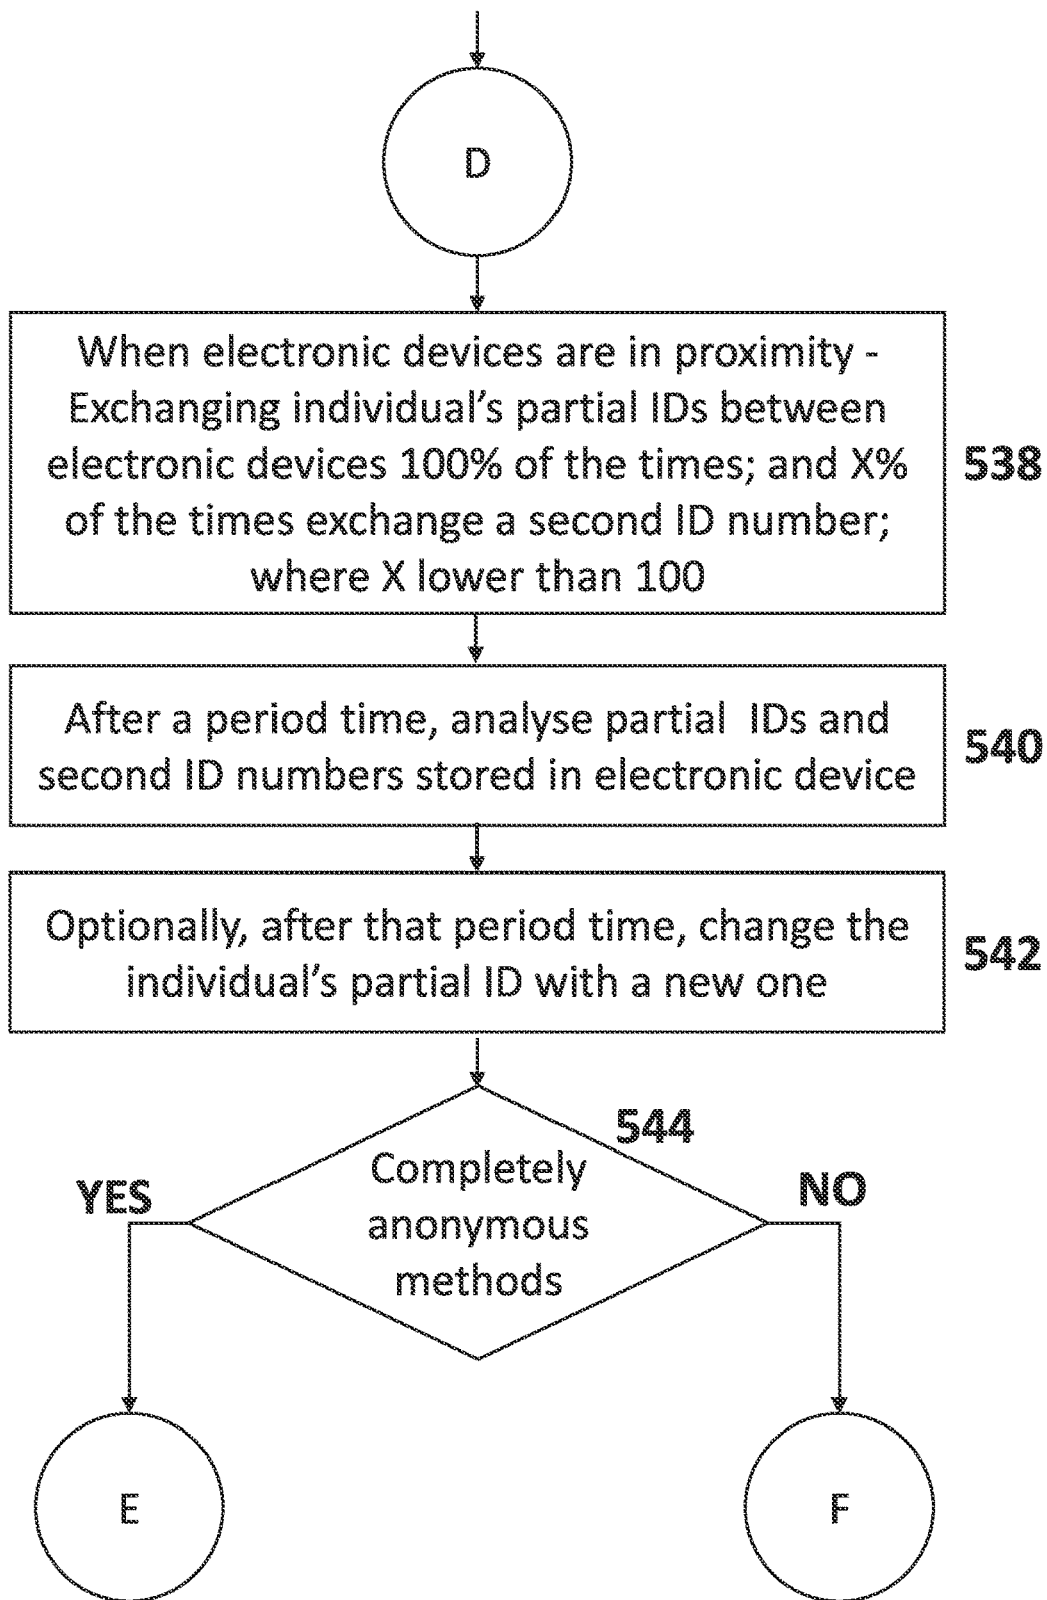 D
When electronic devices are in proximity -
Exchanging individual's partial IDs between
electronic devices 100% of the times; and X%
of the times exchange a second ID number;
where X lower than 100
538
After a period time, analyse partial IDs and
second ID numbers stored in electronic device
540
Optionally, after that period time, change the
individual's partial ID with a new one
542
544
Completely
anonymous
methods
YES
NO
E
F